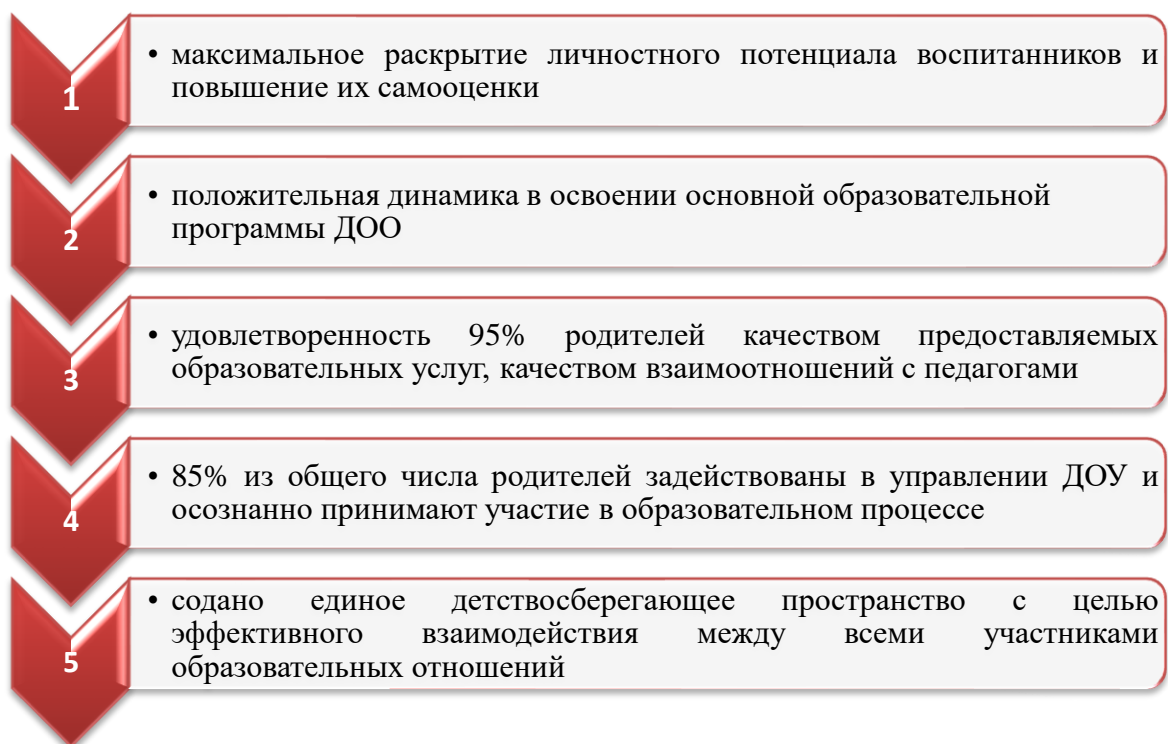 1
• максимальное раскрытие личностного потенциала воспитанников и
повышение их самооценки
2
• положительная динамика в освоении основной образовательной
программы ДОО
3
• удовлетворенность 95% родителей качеством предоставляемых
образовательных услуг, качеством взаимоотношений с педагогами
4
• 85% из общего числа родителей задействованы в управлении ДОУ и
осознанно принимают участие в образовательном процессе
5
• содано единое детствосберегающее пространство с целью
эффективного взаимодействия между всеми участниками
образовательных отношений